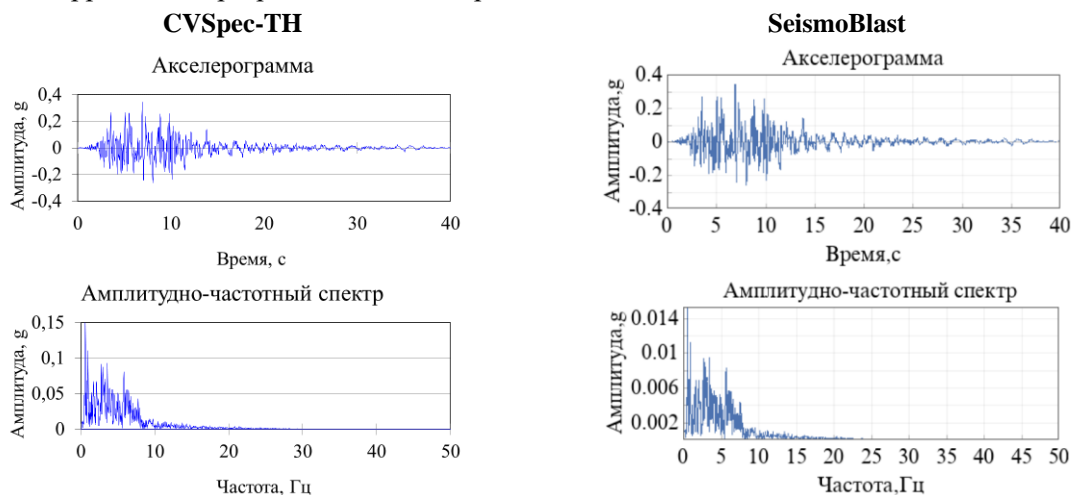 CVSpec-TH
Акселерограмма
Амплитуда, g
0,4
0,2
0
-0,2
-0,4
0 10 20 30 40
Время, с
Амплитудно-частотный спектр
Амплитуда, g
0,15
0,1
0,05
0
0 10 20 30 40 50
Частота, Гц
SeismoBlast
Акселерограмма
Амплитуда,g
0.4
0.2
0
-0.2
-0.4
0 5 10 15 20 25 30 35 40
Время,с
Амплитудно-частотный спектр
Амплитуда,g
0.014
0.01
0.006
0.002
0 5 10 15 20 25 30 35 40 45 50
Частота,Гц